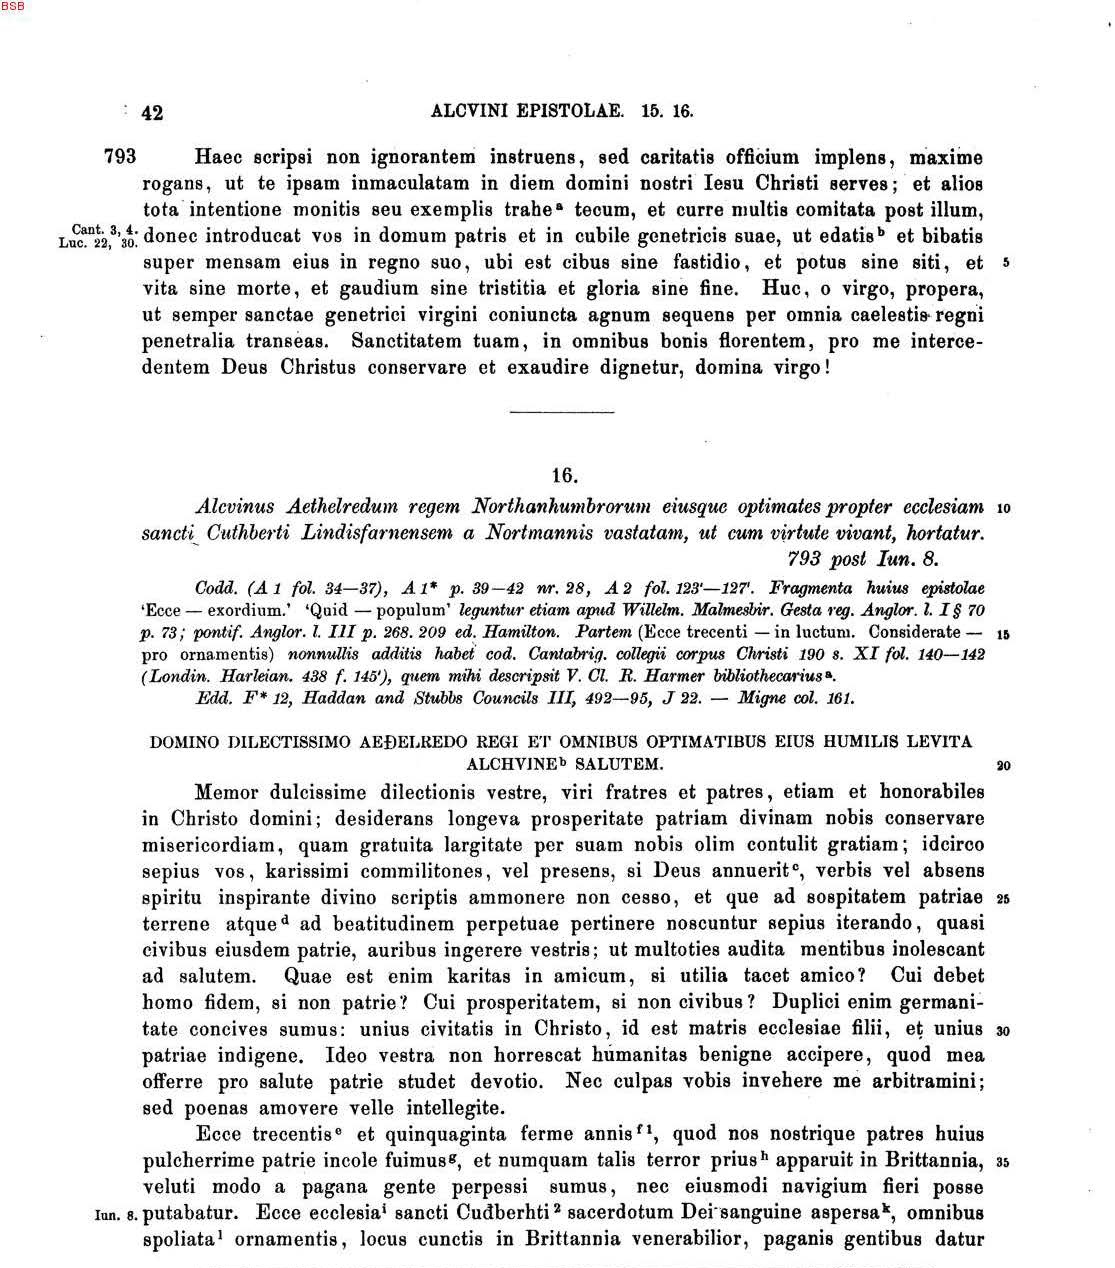 BSB
42 ALCVINI EPISTOLAE. 15. 16.
793 Haec scripsi non ignorantem instruens, sed caritatis officium implens, maxime
rogans, ut te ipsam inmaculatam in diem domini nostri Iesu Christi serves; et alios
tota intentione monitis seu exemplis traheᵃ tecum, et curre multis comitata post illum,
Cant. 3, 4.
Luc. 22, 30. donec introducat vos in domum patris et in cubile genetricis suae, ut edatisᵇ et bibatis
super mensam eius in regno suo, ubi est cibus sine fastidio, et potus sine siti, et 5
vita sine morte, et gaudium sine tristitia et gloria sine fine. Huc, o virgo, propera,
ut semper sanctae genetrici virgini coniuncta agnum sequens per omnia caelestis regni
penetralia transeas. Sanctitatem tuam, in omnibus bonis florentem, pro me interce-
dentem Deus Christus conservare et exaudire dignetur, domina virgo!
16.
Alcvinus Aethelredum regem Northanhumbrorum eiusque optimates propter ecclesiam 10
sancti Cuthberti Lindisfarnensem a Nortmannis vastatam, ut cum virtute vivant, hortatur.
793 post Iun. 8.
Codd. (A 1 fol. 34—37), A 1* p. 39—42 nr. 28, A 2 fol. 123'—127'. Fragmenta huius epistolae
‘Ecce — exordium.’ ‘Quid — populum’ leguntur etiam apud Willelm. Malmesbir. Gesta reg. Anglor. l. I § 70
p. 73; pontif. Anglor. l. III p. 268. 209 ed. Hamilton. Partem (Ecce trecenti — in luctum. Considerate — 15
pro ornamentis) nonnullis additis habet cod. Cantabrig. collegii corpus Christi 190 s. XI fol. 140—142
(Londin. Harleian. 438 f. 145'), quem mihi descripsit V. Cl. R. Harmer bibliothecariusᵃ.
Edd. F* 12, Haddan and Stubbs Councils III, 492—95, J 22. — Migne col. 161.
DOMINO DILECTISSIMO AEÐELREDO REGI ET OMNIBUS OPTIMATIBUS EIUS HUMILIS LEVITA
ALCHVINEᵇ SALUTEM. 20
Memor dulcissime dilectionis vestre, viri fratres et patres, etiam et honorabiles
in Christo domini; desiderans longeva prosperitate patriam divinam nobis conservare
misericordiam, quam gratuita largitate per suam nobis olim contulit gratiam; idcirco
sepius vos, karissimi commilitones, vel presens, si Deus annueritᶜ, verbis vel absens
spiritu inspirante divino scriptis ammonere non cesso, et que ad sospitatem patriae 25
terrene atqueᵈ ad beatitudinem perpetuae pertinere noscuntur sepius iterando, quasi
civibus eiusdem patrie, auribus ingerere vestris; ut multoties audita mentibus inolescant
ad salutem. Quae est enim karitas in amicum, si utilia tacet amico? Cui debet
homo fidem, si non patrie? Cui prosperitatem, si non civibus? Duplici enim germani-
tate concives sumus: unius civitatis in Christo, id est matris ecclesiae filii, et unius 30
patriae indigene. Ideo vestra non horrescat humanitas benigne accipere, quod mea
offerre pro salute patrie studet devotio. Nec culpas vobis invehere me arbitramini;
sed poenas amovere velle intellegite.
Ecce trecentisᵉ et quinquaginta ferme annisᶠ¹, quod nos nostrique patres huius
pulcherrime patrie incole fuimusᵍ, et numquam talis terror priusʰ apparuit in Brittannia, 35
veluti modo a pagana gente perpessi sumus, nec eiusmodi navigium fieri posse
Iun. 8. putabatur. Ecce ecclesiaⁱ sancti Cuđberhti² sacerdotum Dei sanguine aspersaᵏ, omnibus
spoliataˡ ornamentis, locus cunctis in Brittannia venerabilior, paganis gentibus datur